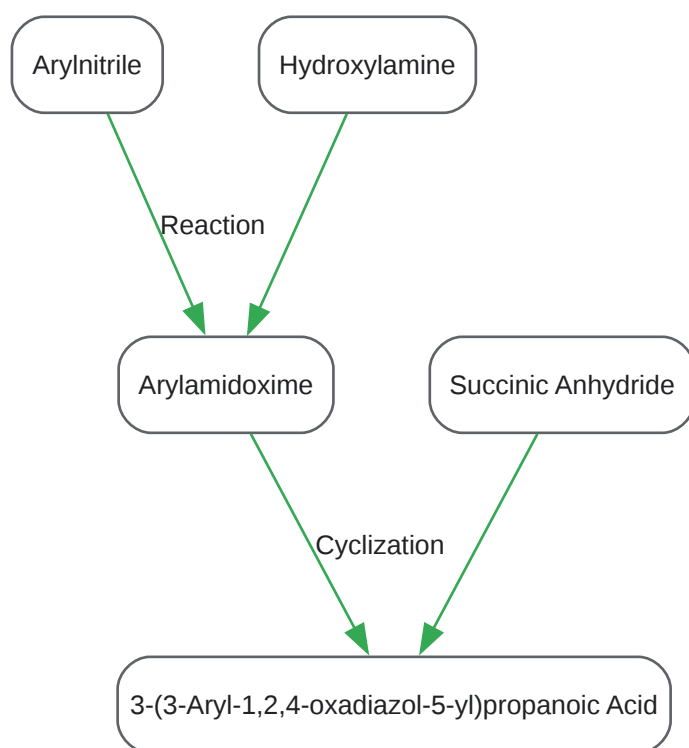 Arylnitrile
Hydroxylamine
Reaction
Arylamidoxime
Succinic Anhydride
Cyclization
3-(3-Aryl-1,2,4-oxadiazol-5-yl)propanoic Acid